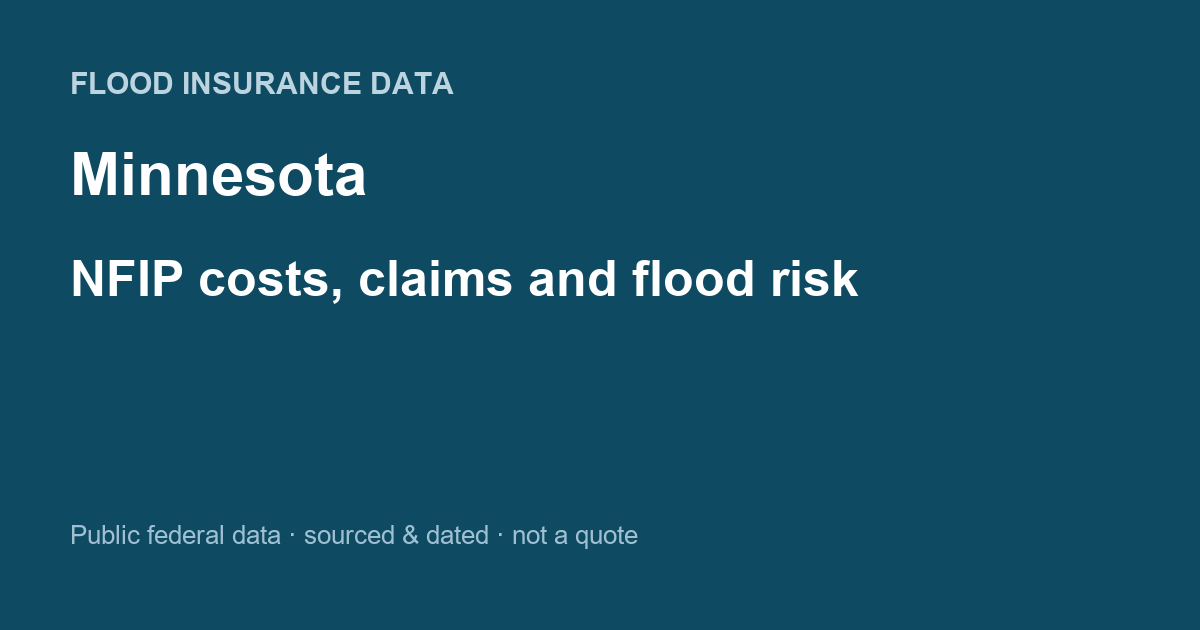 FLOOD INSURANCE DATA
Minnesota
NFIP costs, claims and flood risk
Public federal data · sourced & dated · not a quote